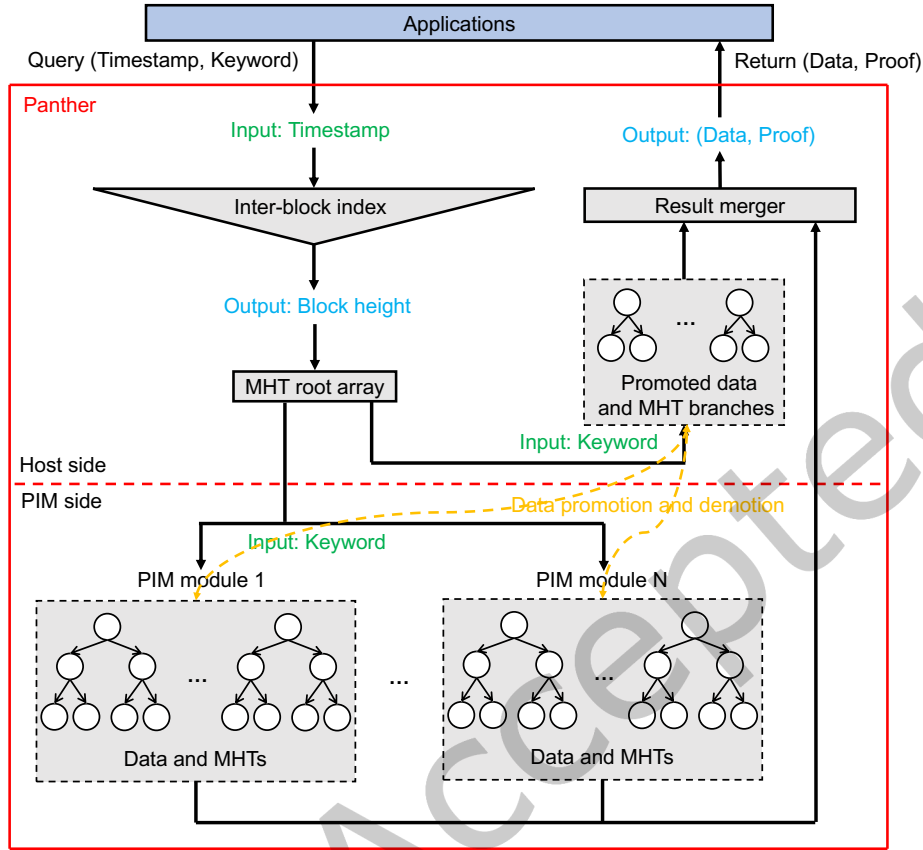 Applications
Query (Timestamp, Keyword)
Return (Data, Proof)
Panther
Input: Timestamp
Output: (Data, Proof)
Inter-block index
Result merger
Output: Block height
...
MHT root array
Promoted data
and MHT branches
Input: Keyword
Host side
PIM side
Data promotion and demotion
Input: Keyword
PIM module 1
PIM module N
...
...
...
Data and MHTs
Data and MHTs
Accepted